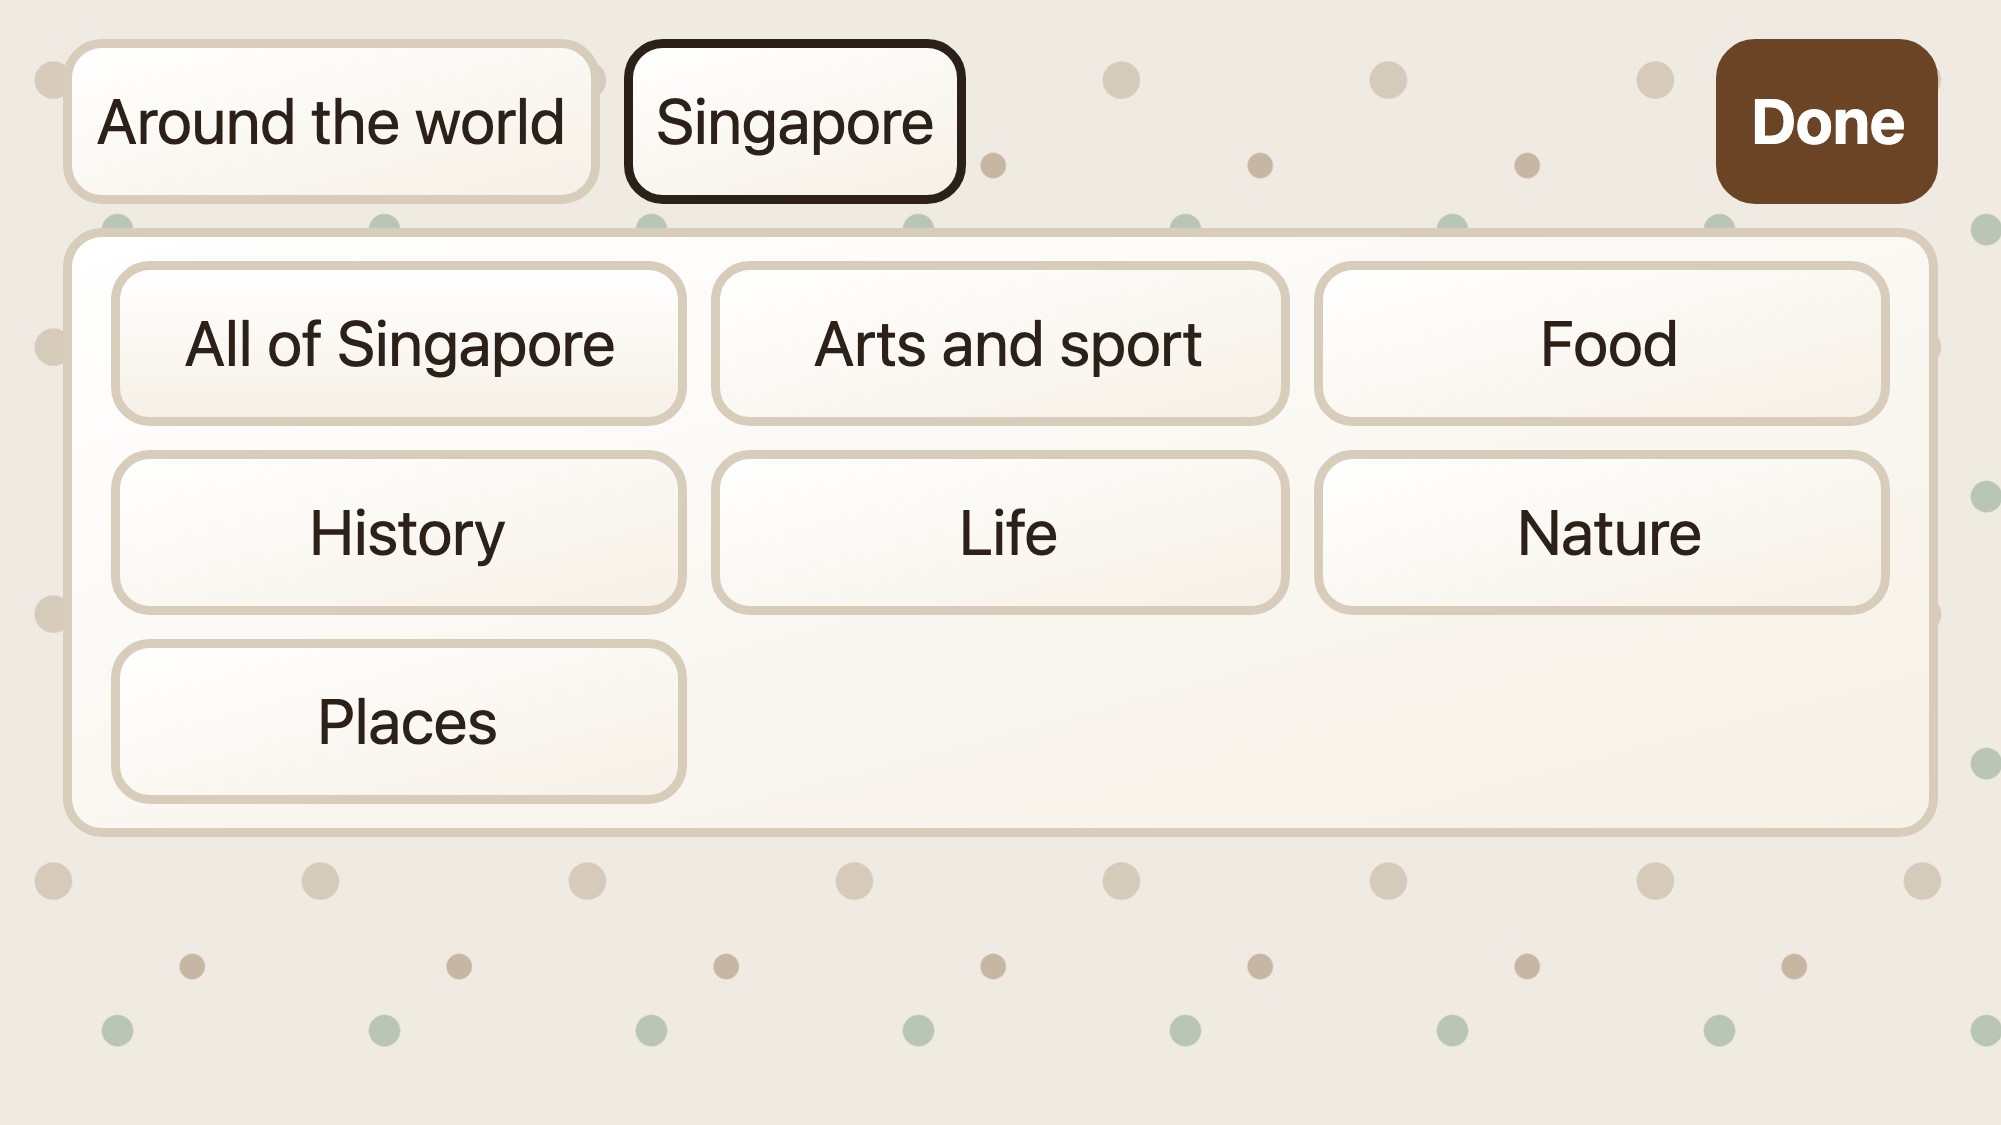 Around the world
Singapore
Done
All of Singapore
Arts and sport
Food
History
Life
Nature
Places